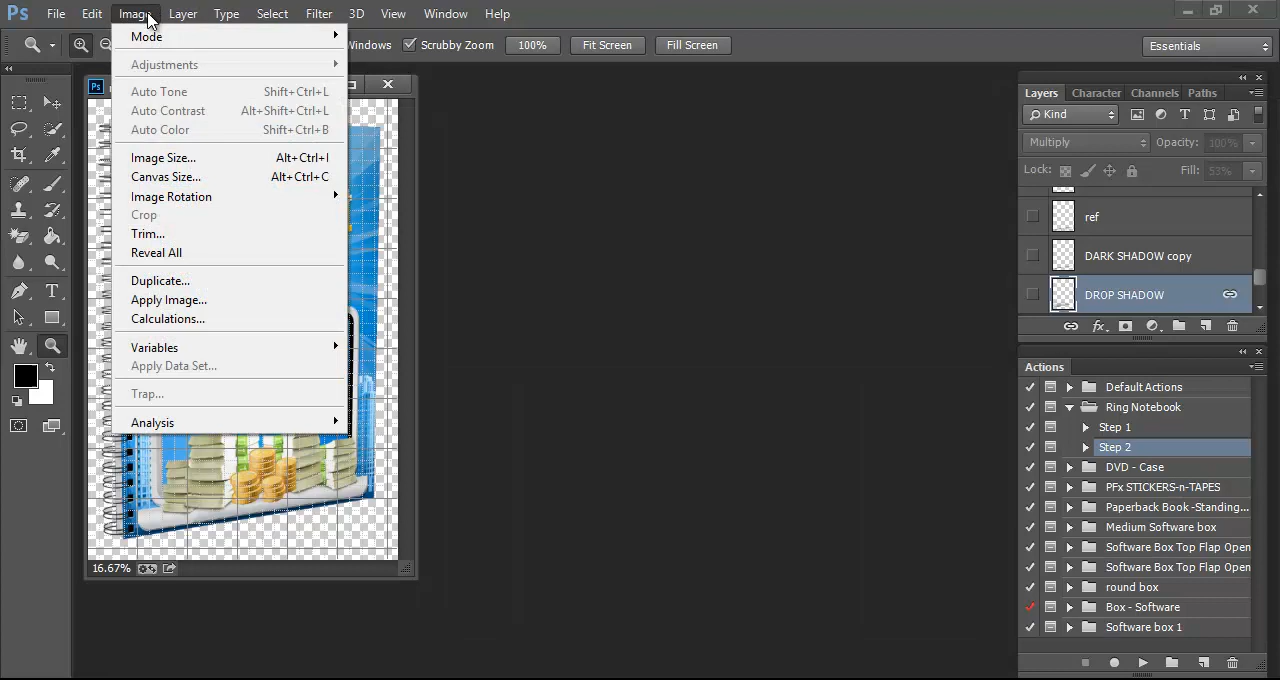 Ps File Edit Image Layer Type Select Filter 3D View Window Help
Windows Scrubby Zoom 100% Fit Screen Fill Screen Essentials
Mode
Adjustments
Auto Tone Shift+Ctrl+L
Auto Contrast Alt+Shift+Ctrl+L
Auto Color Shift+Ctrl+B
Image Size... Alt+Ctrl+I
Canvas Size... Alt+Ctrl+C
Image Rotation
Crop
Trim...
Reveal All
Duplicate...
Apply Image...
Calculations...
Variables
Apply Data Set...
Trap...
Analysis
Ps
16.67%
Layers Character Channels Paths
Kind
Multiply Opacity: 100%
Lock: Fill: 53%
ref
DARK SHADOW copy
DROP SHADOW
fx
Actions
Default Actions
Ring Notebook
Step 1
Step 2
DVD - Case
PFx STICKERS-n-TAPES
Paperback Book -Standing...
Medium Software box
Software Box Top Flap Open
Software Box Top Flap Open
round box
Box - Software
Software box 1